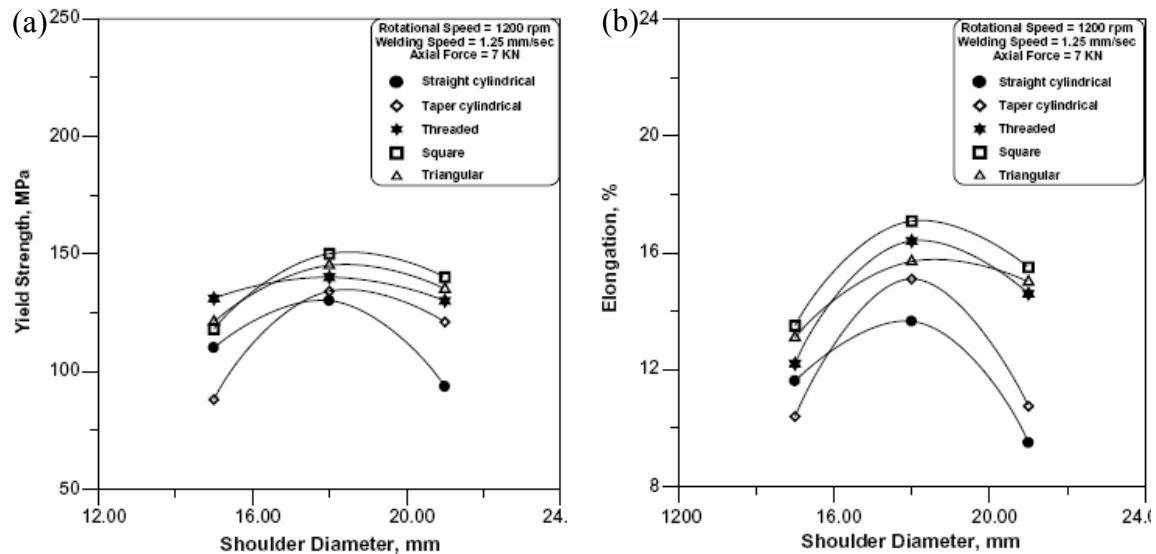 (a)
250
200
150
100
50
Yield Strength, MPa
Rotational Speed = 1200 rpm
Welding Speed = 1.25 mm/sec
Axial Force = 7 KN
Straight cylindrical
Taper cylindrical
Threaded
Square
Triangular
12.00 16.00 20.00 24.
Shoulder Diameter, mm
(b)
24
20
16
12
8
Elongation, %
Rotational Speed = 1200 rpm
Welding Speed = 1.25 mm/sec
Axial Force = 7 KN
Straight cylindrical
Taper cylindrical
Threaded
Square
Triangular
1200 16.00 20.00 24.0
Shoulder Diameter, mm